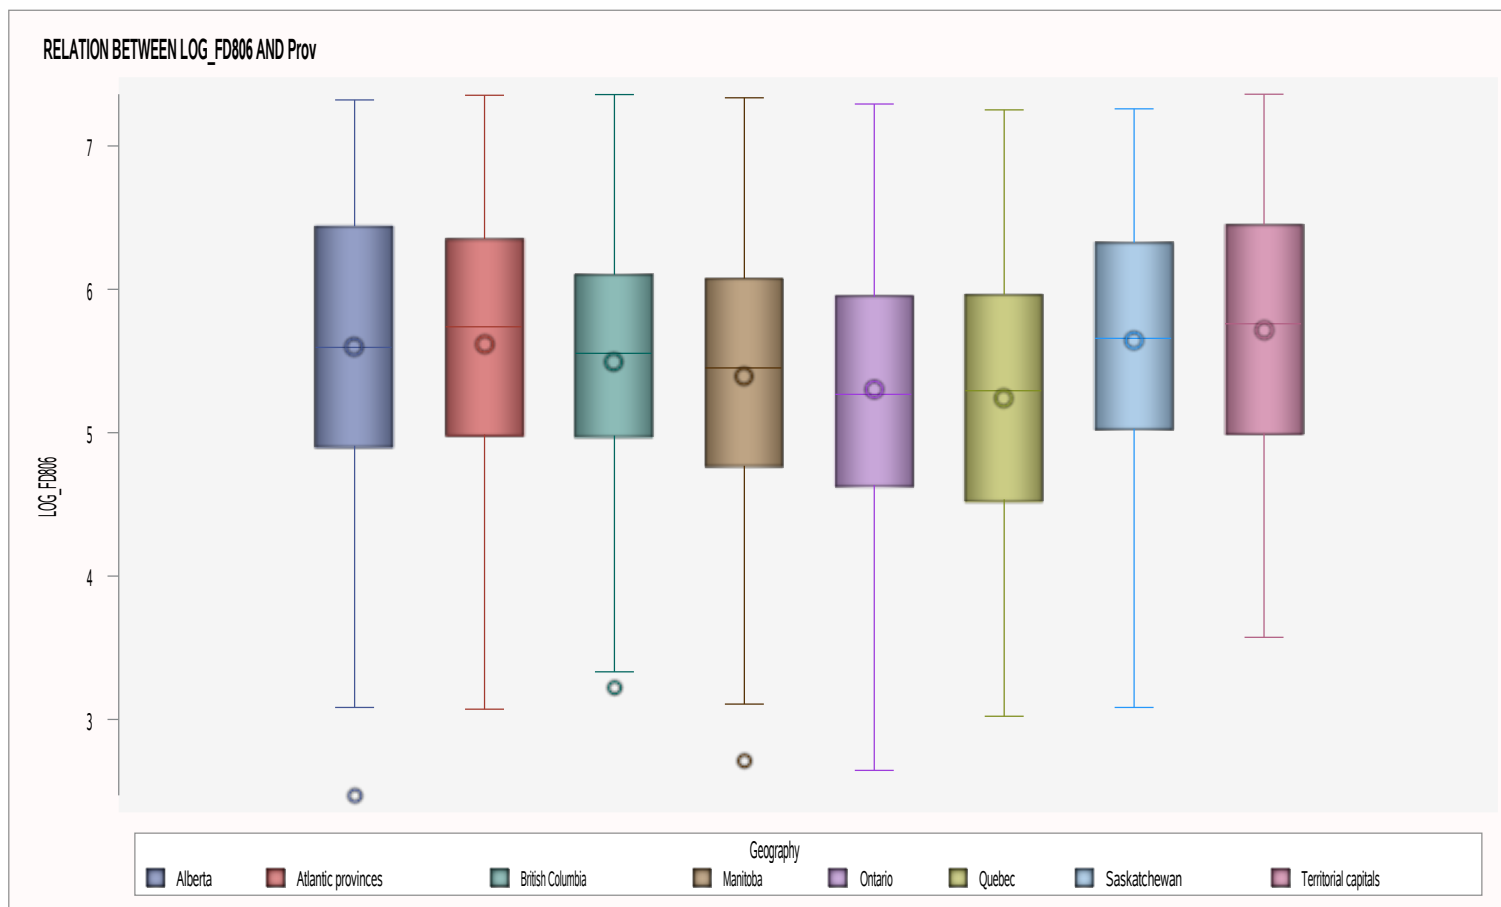 RELATION BETWEEN LOG_FD806 AND Prov
7
6
5
4
3
LOG_FD806
Geography
Alberta Atlantic provinces British Columbia Manitoba Ontario Quebec Saskatchewan Territorial capitals